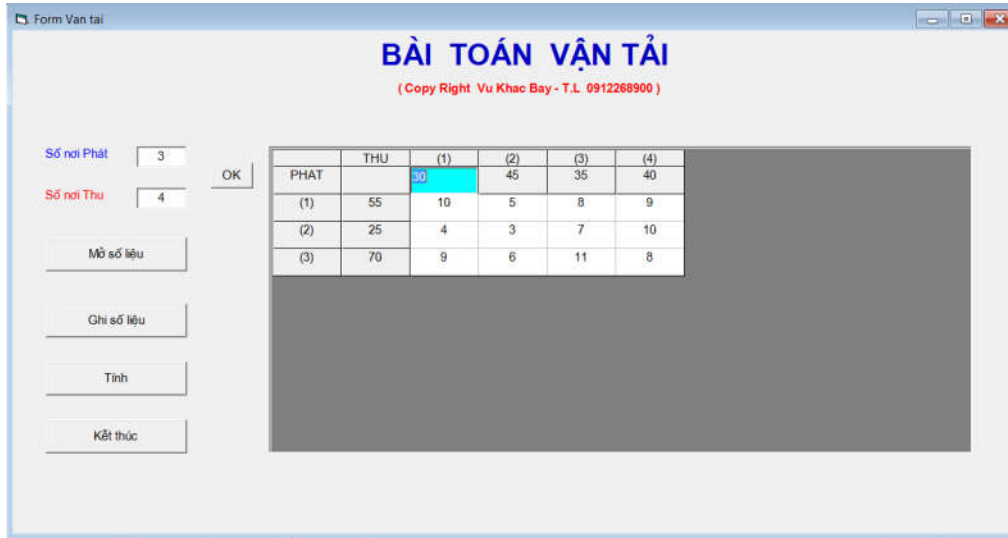 Form Van tai
BÀI TOÁN VẬN TẢI
( Copy Right Vu Khac Bay - T.L 0912268900 )
Số nơi Phát 3
Số nơi Thu 4
OK
Mở số liệu
Ghi số liệu
Tính
Kết thúc
THU (1) (2) (3) (4)
PHAT 30 45 35 40
(1) 55 10 5 8 9
(2) 25 4 3 7 10
(3) 70 9 6 11 8